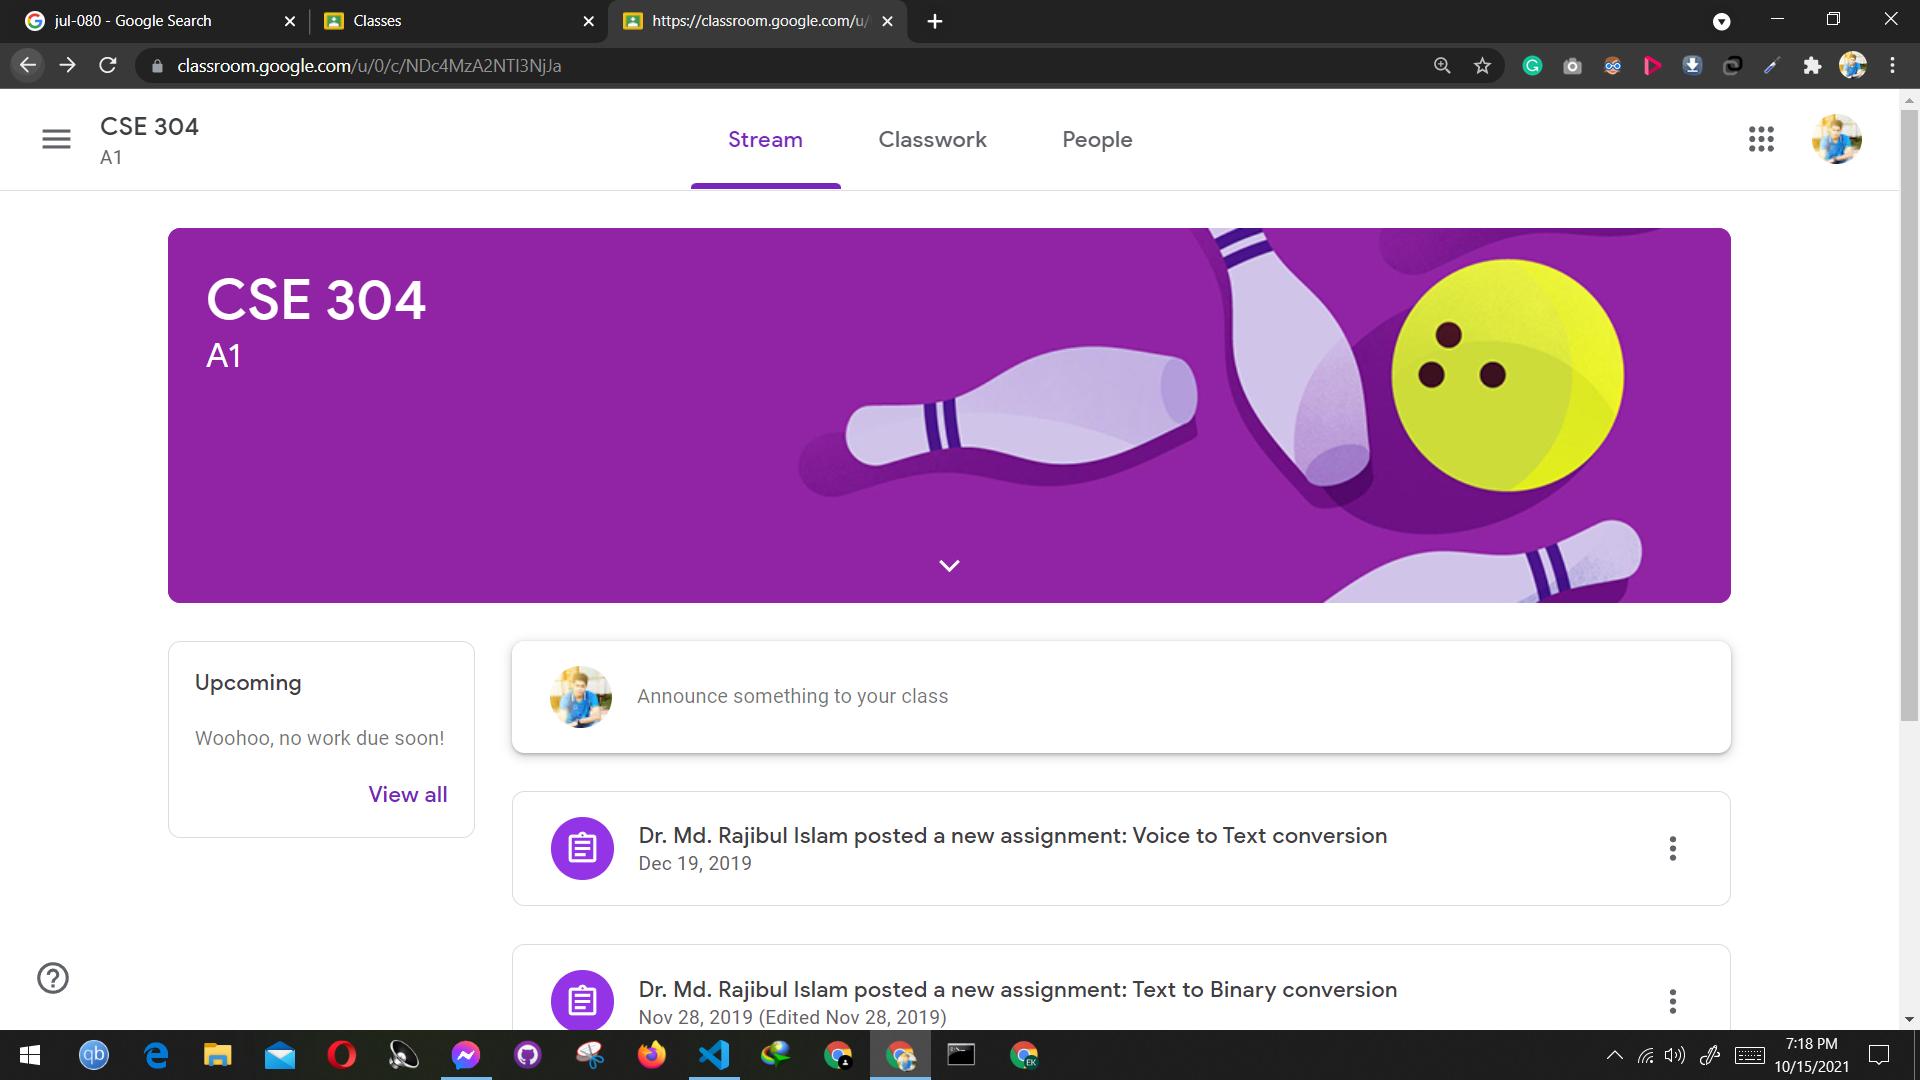 jul-080 - Google Search
Classes
https://classroom.google.com/u/
classroom.google.com/u/0/c/NDc4MzA2NTI3NjJa
CSE 304
A1
Stream
Classwork
People
CSE 304
A1
Upcoming
Woohoo, no work due soon!
View all
Announce something to your class
Dr. Md. Rajibul Islam posted a new assignment: Voice to Text conversion
Dec 19, 2019
Dr. Md. Rajibul Islam posted a new assignment: Text to Binary conversion
Nov 28, 2019 (Edited Nov 28, 2019)
qb
EK
7:18 PM
10/15/2021